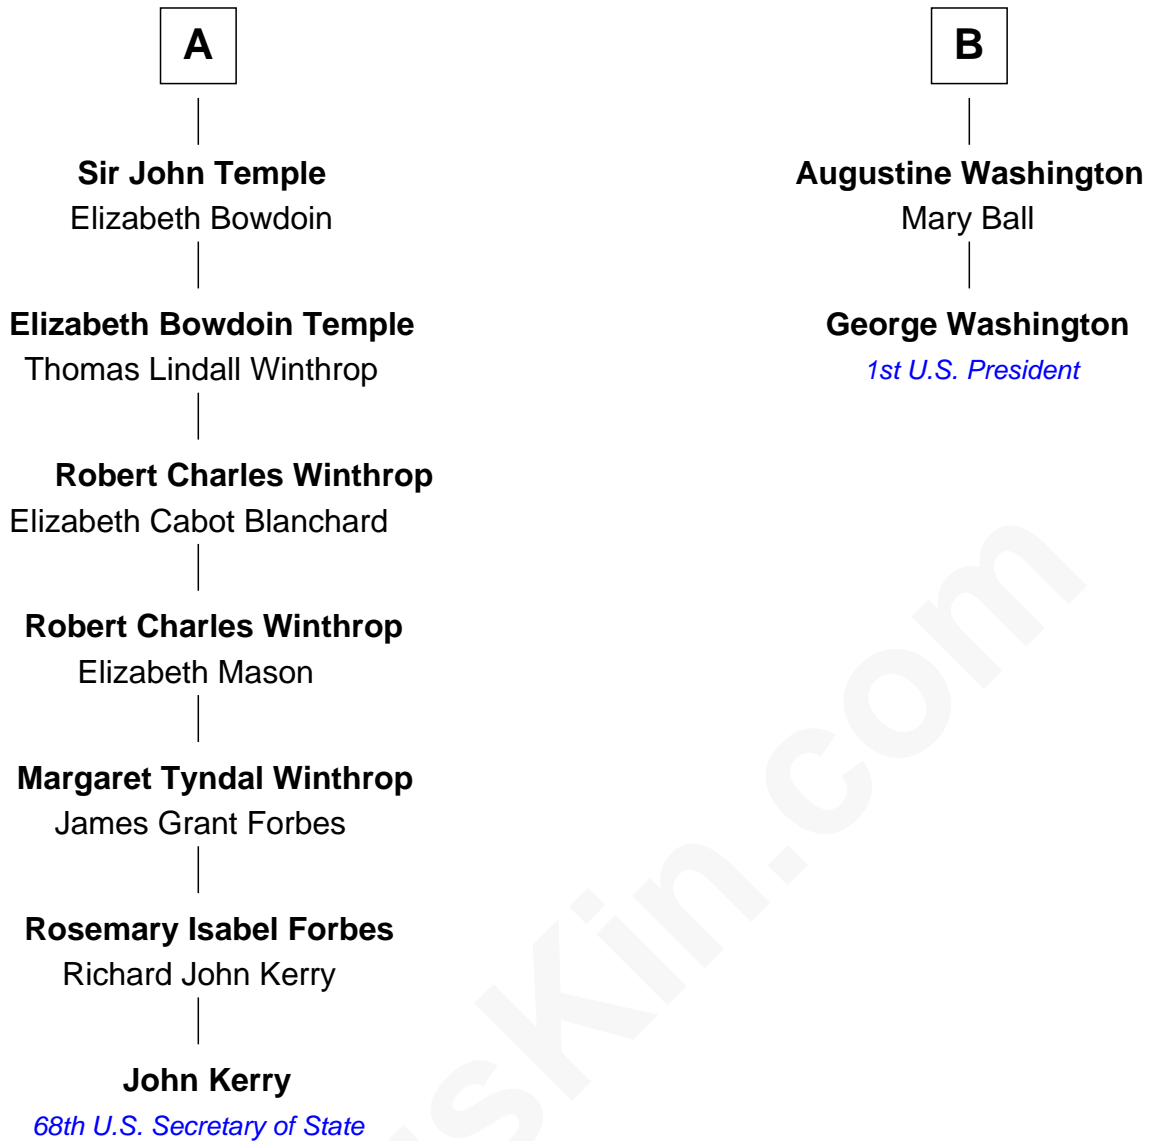 A
Sir John Temple
Elizabeth Bowdoin
Elizabeth Bowdoin Temple
Thomas Lindall Winthrop
Robert Charles Winthrop
Elizabeth Cabot Blanchard
Robert Charles Winthrop
Elizabeth Mason
Margaret Tyndal Winthrop
James Grant Forbes
Rosemary Isabel Forbes
Richard John Kerry
John Kerry
68th U.S. Secretary of State
B
Augustine Washington
Mary Ball
George Washington
1st U.S. President